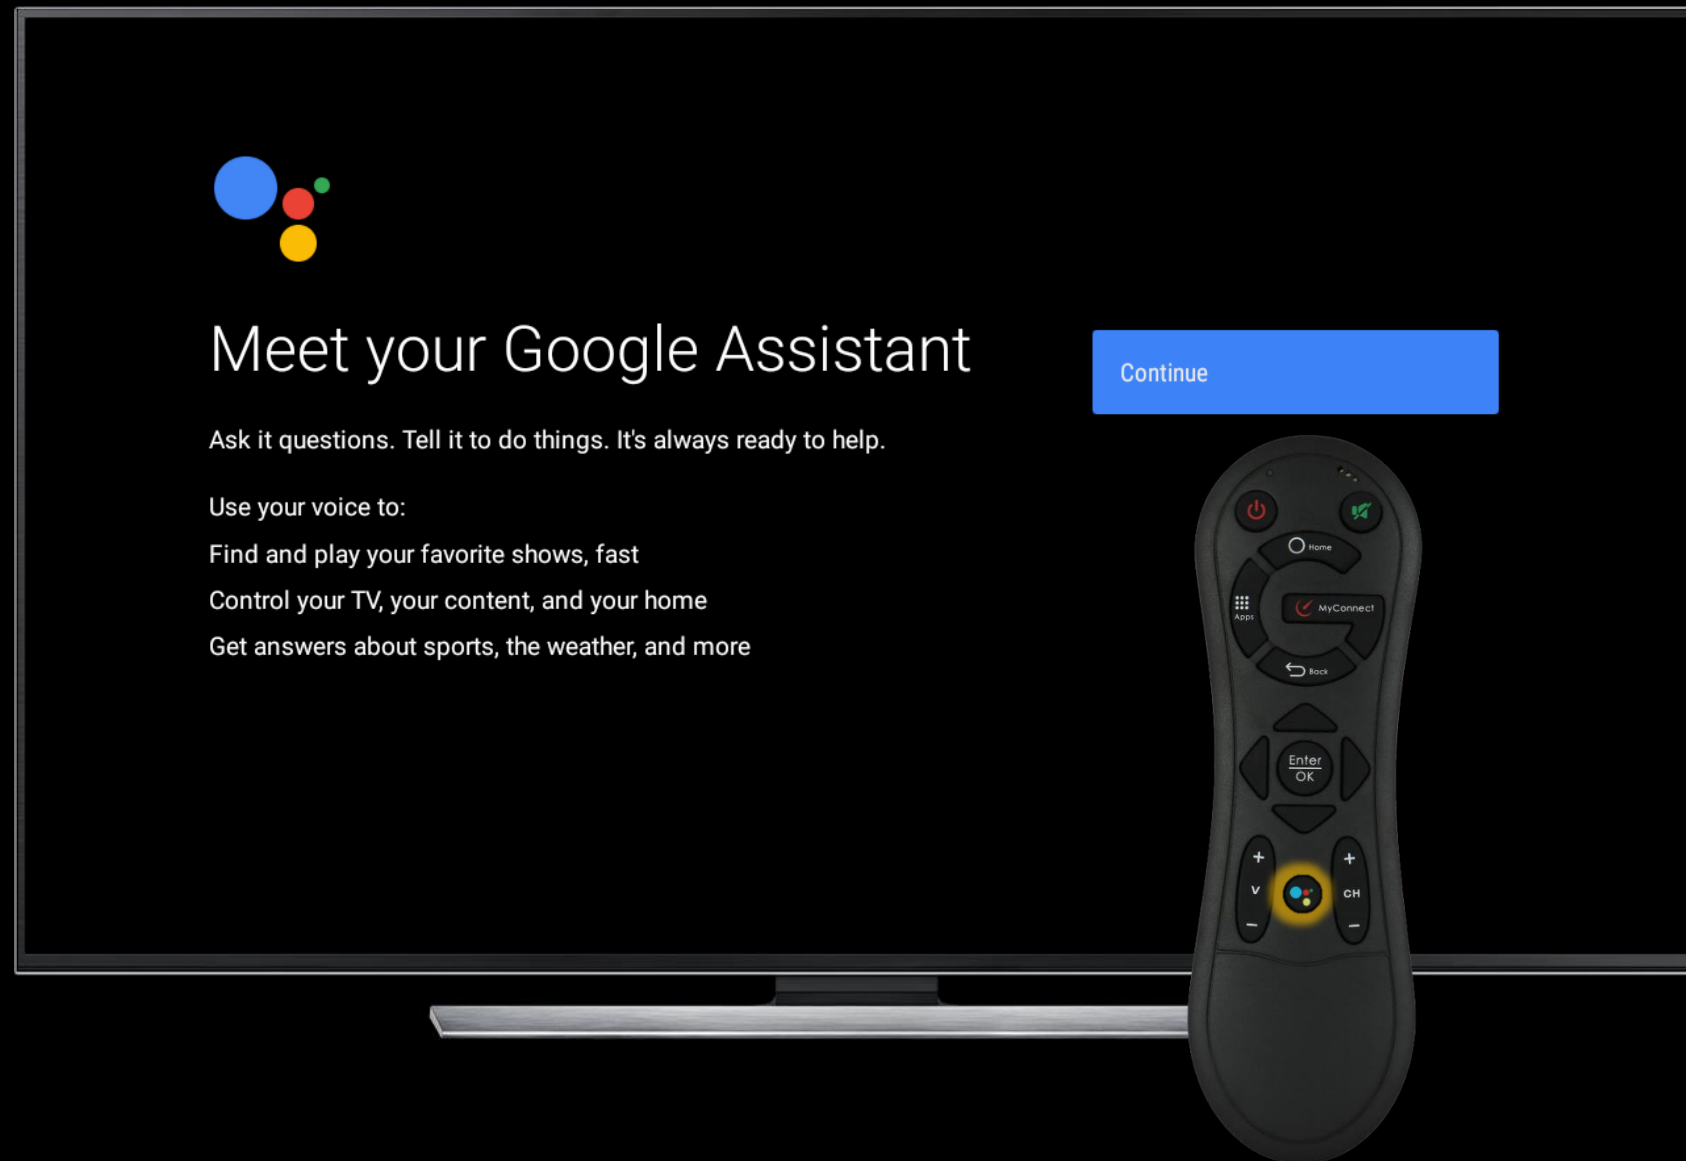 Meet your Google Assistant
Continue
Ask it questions. Tell it to do things. It's always ready to help.
Use your voice to:
Find and play your favorite shows, fast
Control your TV, your content, and your home
Get answers about sports, the weather, and more
Home
Apps
MyConnect
Back
Enter
OK
+ +
V CH
− −